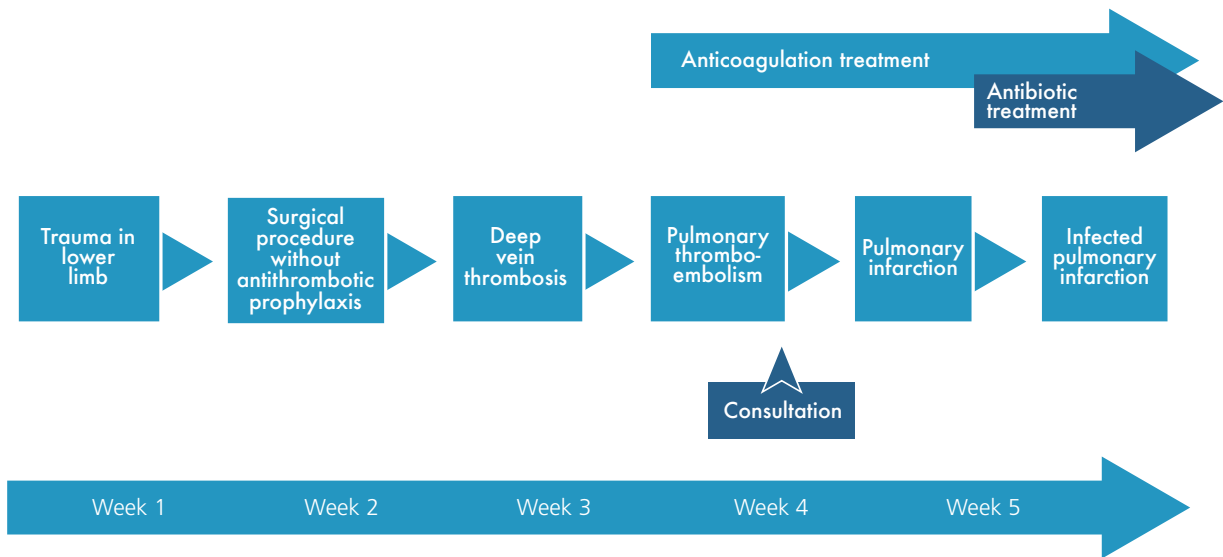 Anticoagulation treatment
Antibiotic
treatment
Trauma in
lower
limb
Surgical
procedure
without
antithrombotic
prophylaxis
Deep
vein
thrombosis
Pulmonary
thrombo-
embolism
Pulmonary
infarction
Infected
pulmonary
infarction
Consultation
Week 1
Week 2
Week 3
Week 4
Week 5